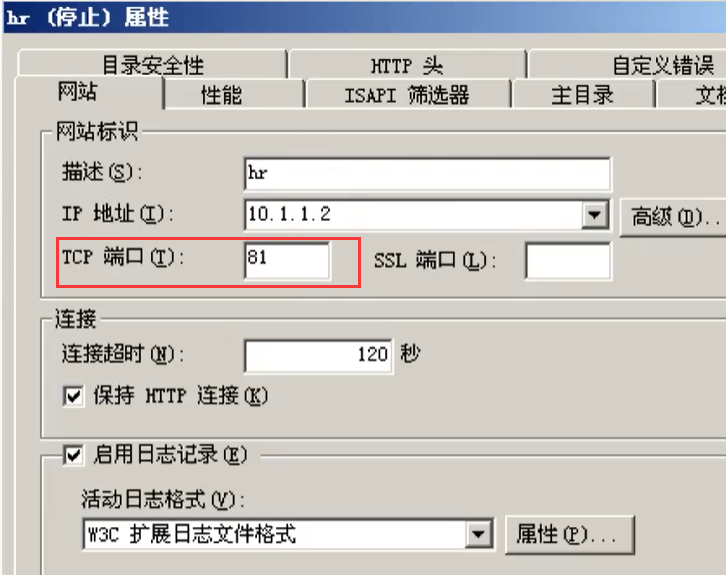 hr (停止) 属性
目录安全性 HTTP 头 自定义错误
网站 性能 ISAPI 筛选器 主目录
网站标识
描述(S): hr
IP 地址(I): 10.1.1.2 高级(D)..
TCP 端口(T): 81 SSL 端口(L):
连接
连接超时(N): 120 秒
保持 HTTP 连接(K)
启用日志记录(E)
活动日志格式(V):
W3C 扩展日志文件格式 属性(P)...